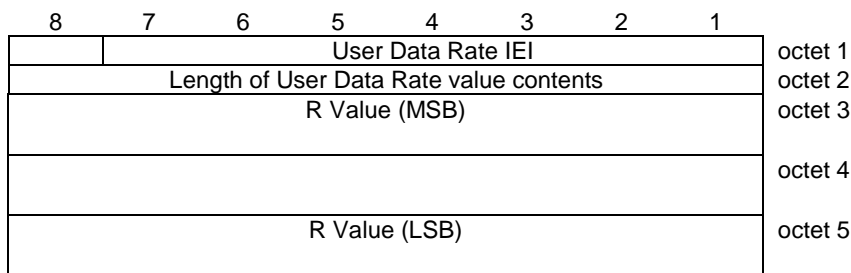 8 7 6 5 4 3 2 1
User Data Rate IEI octet 1
Length of User Data Rate value contents octet 2
R Value (MSB) octet 3
octet 4
R Value (LSB) octet 5